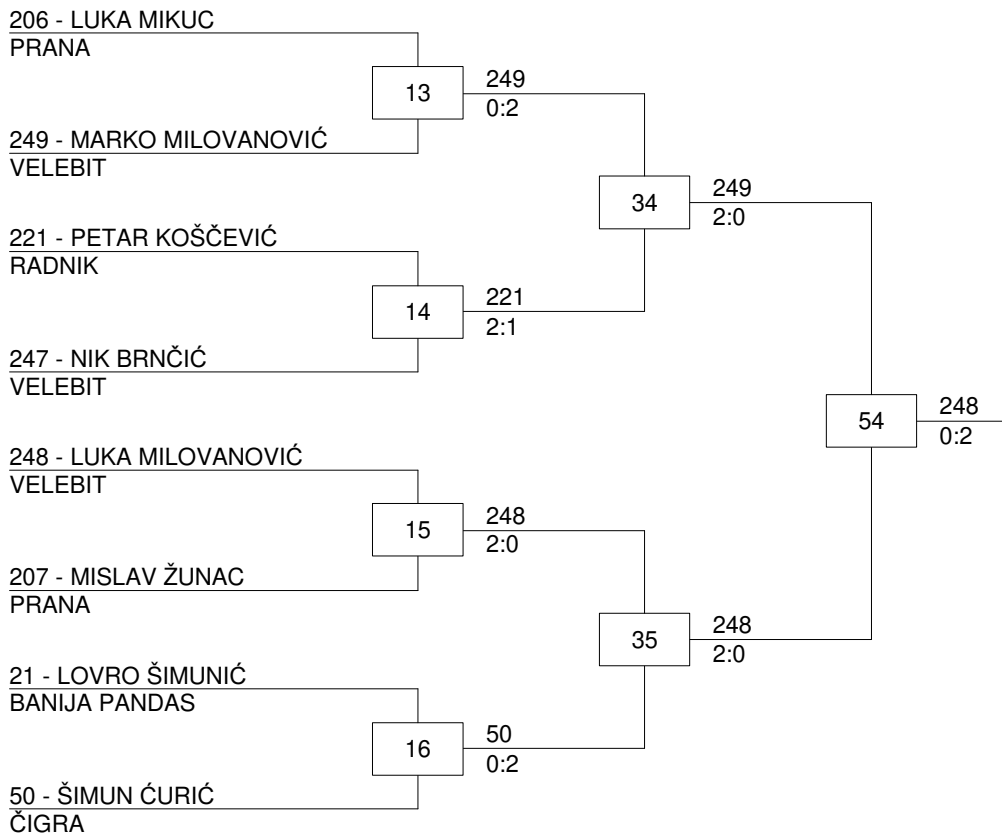 206 - LUKA MIKUC
PRANA
13
249
0:2
249 - MARKO MILOVANOVIĆ
VELEBIT
34
249
2:0
221 - PETAR KOŠČEVIĆ
RADNIK
14
221
2:1
247 - NIK BRNČIĆ
VELEBIT
54
248
0:2
248 - LUKA MILOVANOVIĆ
VELEBIT
15
248
2:0
207 - MISLAV ŽUNAC
PRANA
35
248
2:0
21 - LOVRO ŠIMUNIĆ
BANIJA PANDAS
16
50
0:2
50 - ŠIMUN ĆURIĆ
ČIGRA